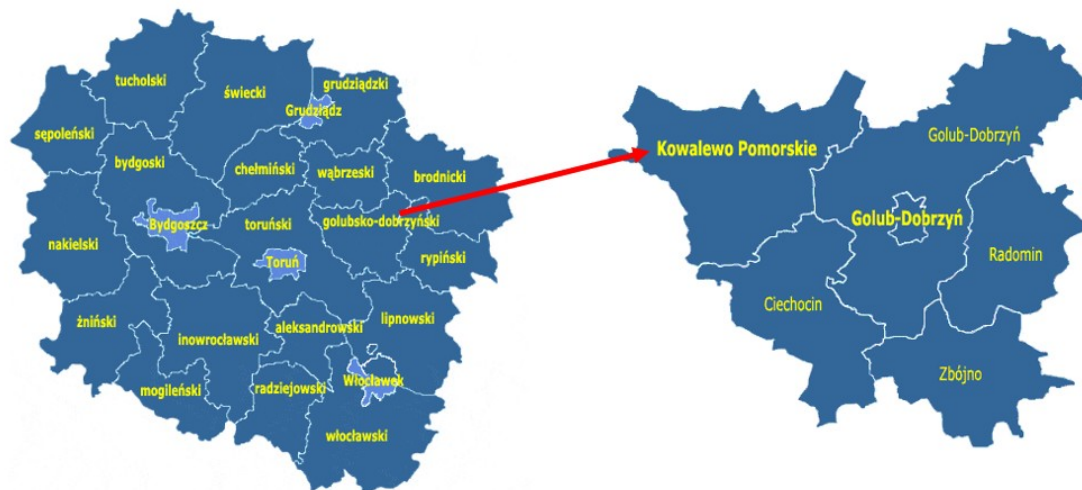 tucholski
świecki
grudziądzki
Grudziądz
sępoleński
bydgoski
chełmiński
wąbrzeski
brodnicki
Bydgoszcz
toruński
golubsko-dobrzyński
nakielski
Toruń
rypiński
żniński
inowrocławski
aleksandrowski
lipnowski
mogileński
radziejowski
Włocławek
włocławski
Kowalewo Pomorskie
Golub-Dobrzyń
Golub-Dobrzyń
Radomin
Ciechocin
Zbójno